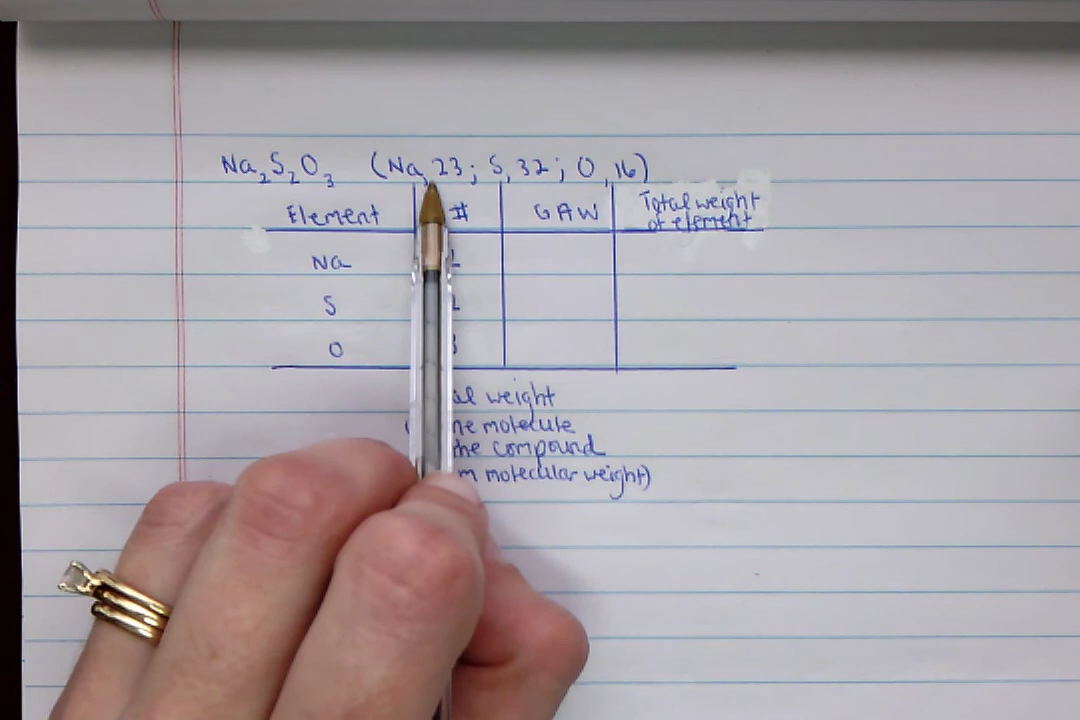 Na₂S₂O₃ (Na, 23; S, 32; O, 16)
Element # GAW Total weight of element
Na
S
O
weight
molecule
the compound
molecular weight)